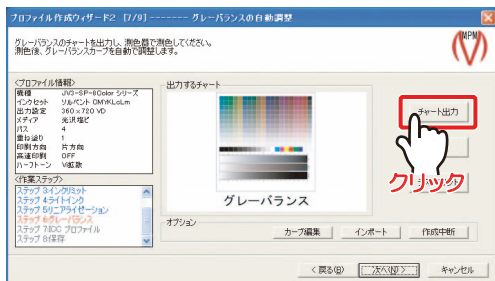 プロファイル作成ウィザード2 [7/9]------- グレーバランスの自動調整
グレーバランスのチャートを出力し、測色器で測色してください。
測色後、グレーバランスカーブを自動で調整します。
MPM
<プロファイル情報>
機種 JV3-SP-8Color シリーズ
インクセット ソルベント CMYKLcLm
出力設定 360×720 VD
メディア 光沢塩ビ
パス 4
重ね塗り 1
印刷方向 片方向
高速印刷 OFF
ハーフトーン V拡散
<作業ステップ>
ステップ 3:インクリミット
ステップ 4:ライトインク
ステップ 5:リニアライゼーション
ステップ 6:グレーバランス
ステップ 7:ICC プロファイル
ステップ 8:保存
出力するチャート
グレーバランス
チャート出力
クリック
オプション
カーブ編集
インポート
作成中断
< 戻る(B)
次へ(N) >
キャンセル